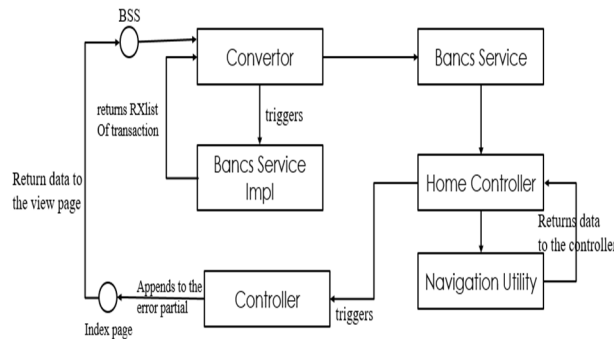 BSS
Convertor
Bancs Service
returns RXlist
Of transaction
triggers
Bancs Service
Impl
Home Controller
Return data to
the view page
Returns data
to the controller
Navigation Utility
Appends to the
error partial
Controller
triggers
Index page